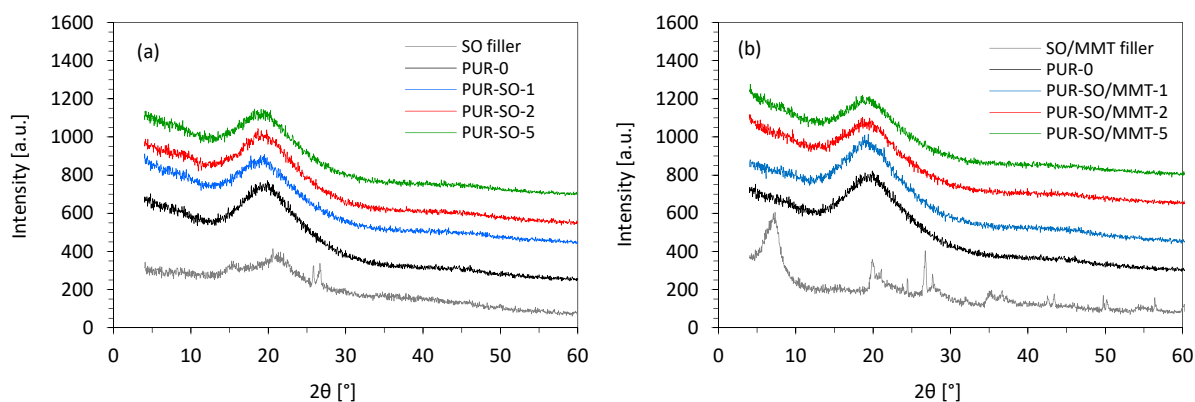 (a)
SO filler
PUR-0
PUR-SO-1
PUR-SO-2
PUR-SO-5
Intensity [a.u.]
1600
1400
1200
1000
800
600
400
200
0
0 10 20 30 40 50 60
2θ [°]
(b)
SO/MMT filler
PUR-0
PUR-SO/MMT-1
PUR-SO/MMT-2
PUR-SO/MMT-5
Intensity [a.u.]
1600
1400
1200
1000
800
600
400
200
0
0 10 20 30 40 50 60
2θ [°]